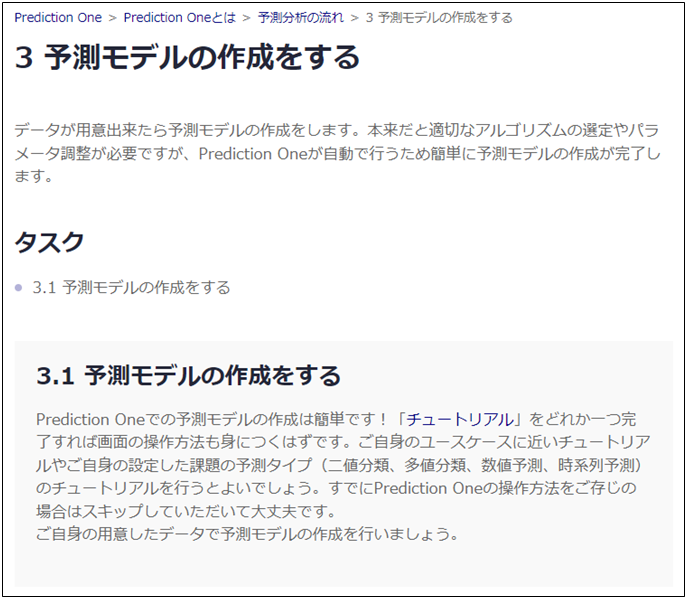 Prediction One > Prediction Oneとは > 予測分析の流れ > 3 予測モデルの作成をする
3 予測モデルの作成をする
データが用意出来たら予測モデルの作成をします。本来だと適切なアルゴリズムの選定やパラ
メータ調整が必要ですが、Prediction Oneが自動で行うため簡単に予測モデルの作成が完了し
ます。
タスク
3.1 予測モデルの作成をする
3.1 予測モデルの作成をする
Prediction Oneでの予測モデルの作成は簡単です！「チュートリアル」をどれか一つ完
了すれば画面の操作方法も身につくはずです。ご自身のユースケースに近いチュートリア
ルやご自身の設定した課題の予測タイプ（二値分類、多値分類、数値予測、時系列予測）
のチュートリアルを行うとよいでしょう。すでにPrediction Oneの操作方法をご存じの
場合はスキップしていただいて大丈夫です。
ご自身の用意したデータで予測モデルの作成を行いましょう。